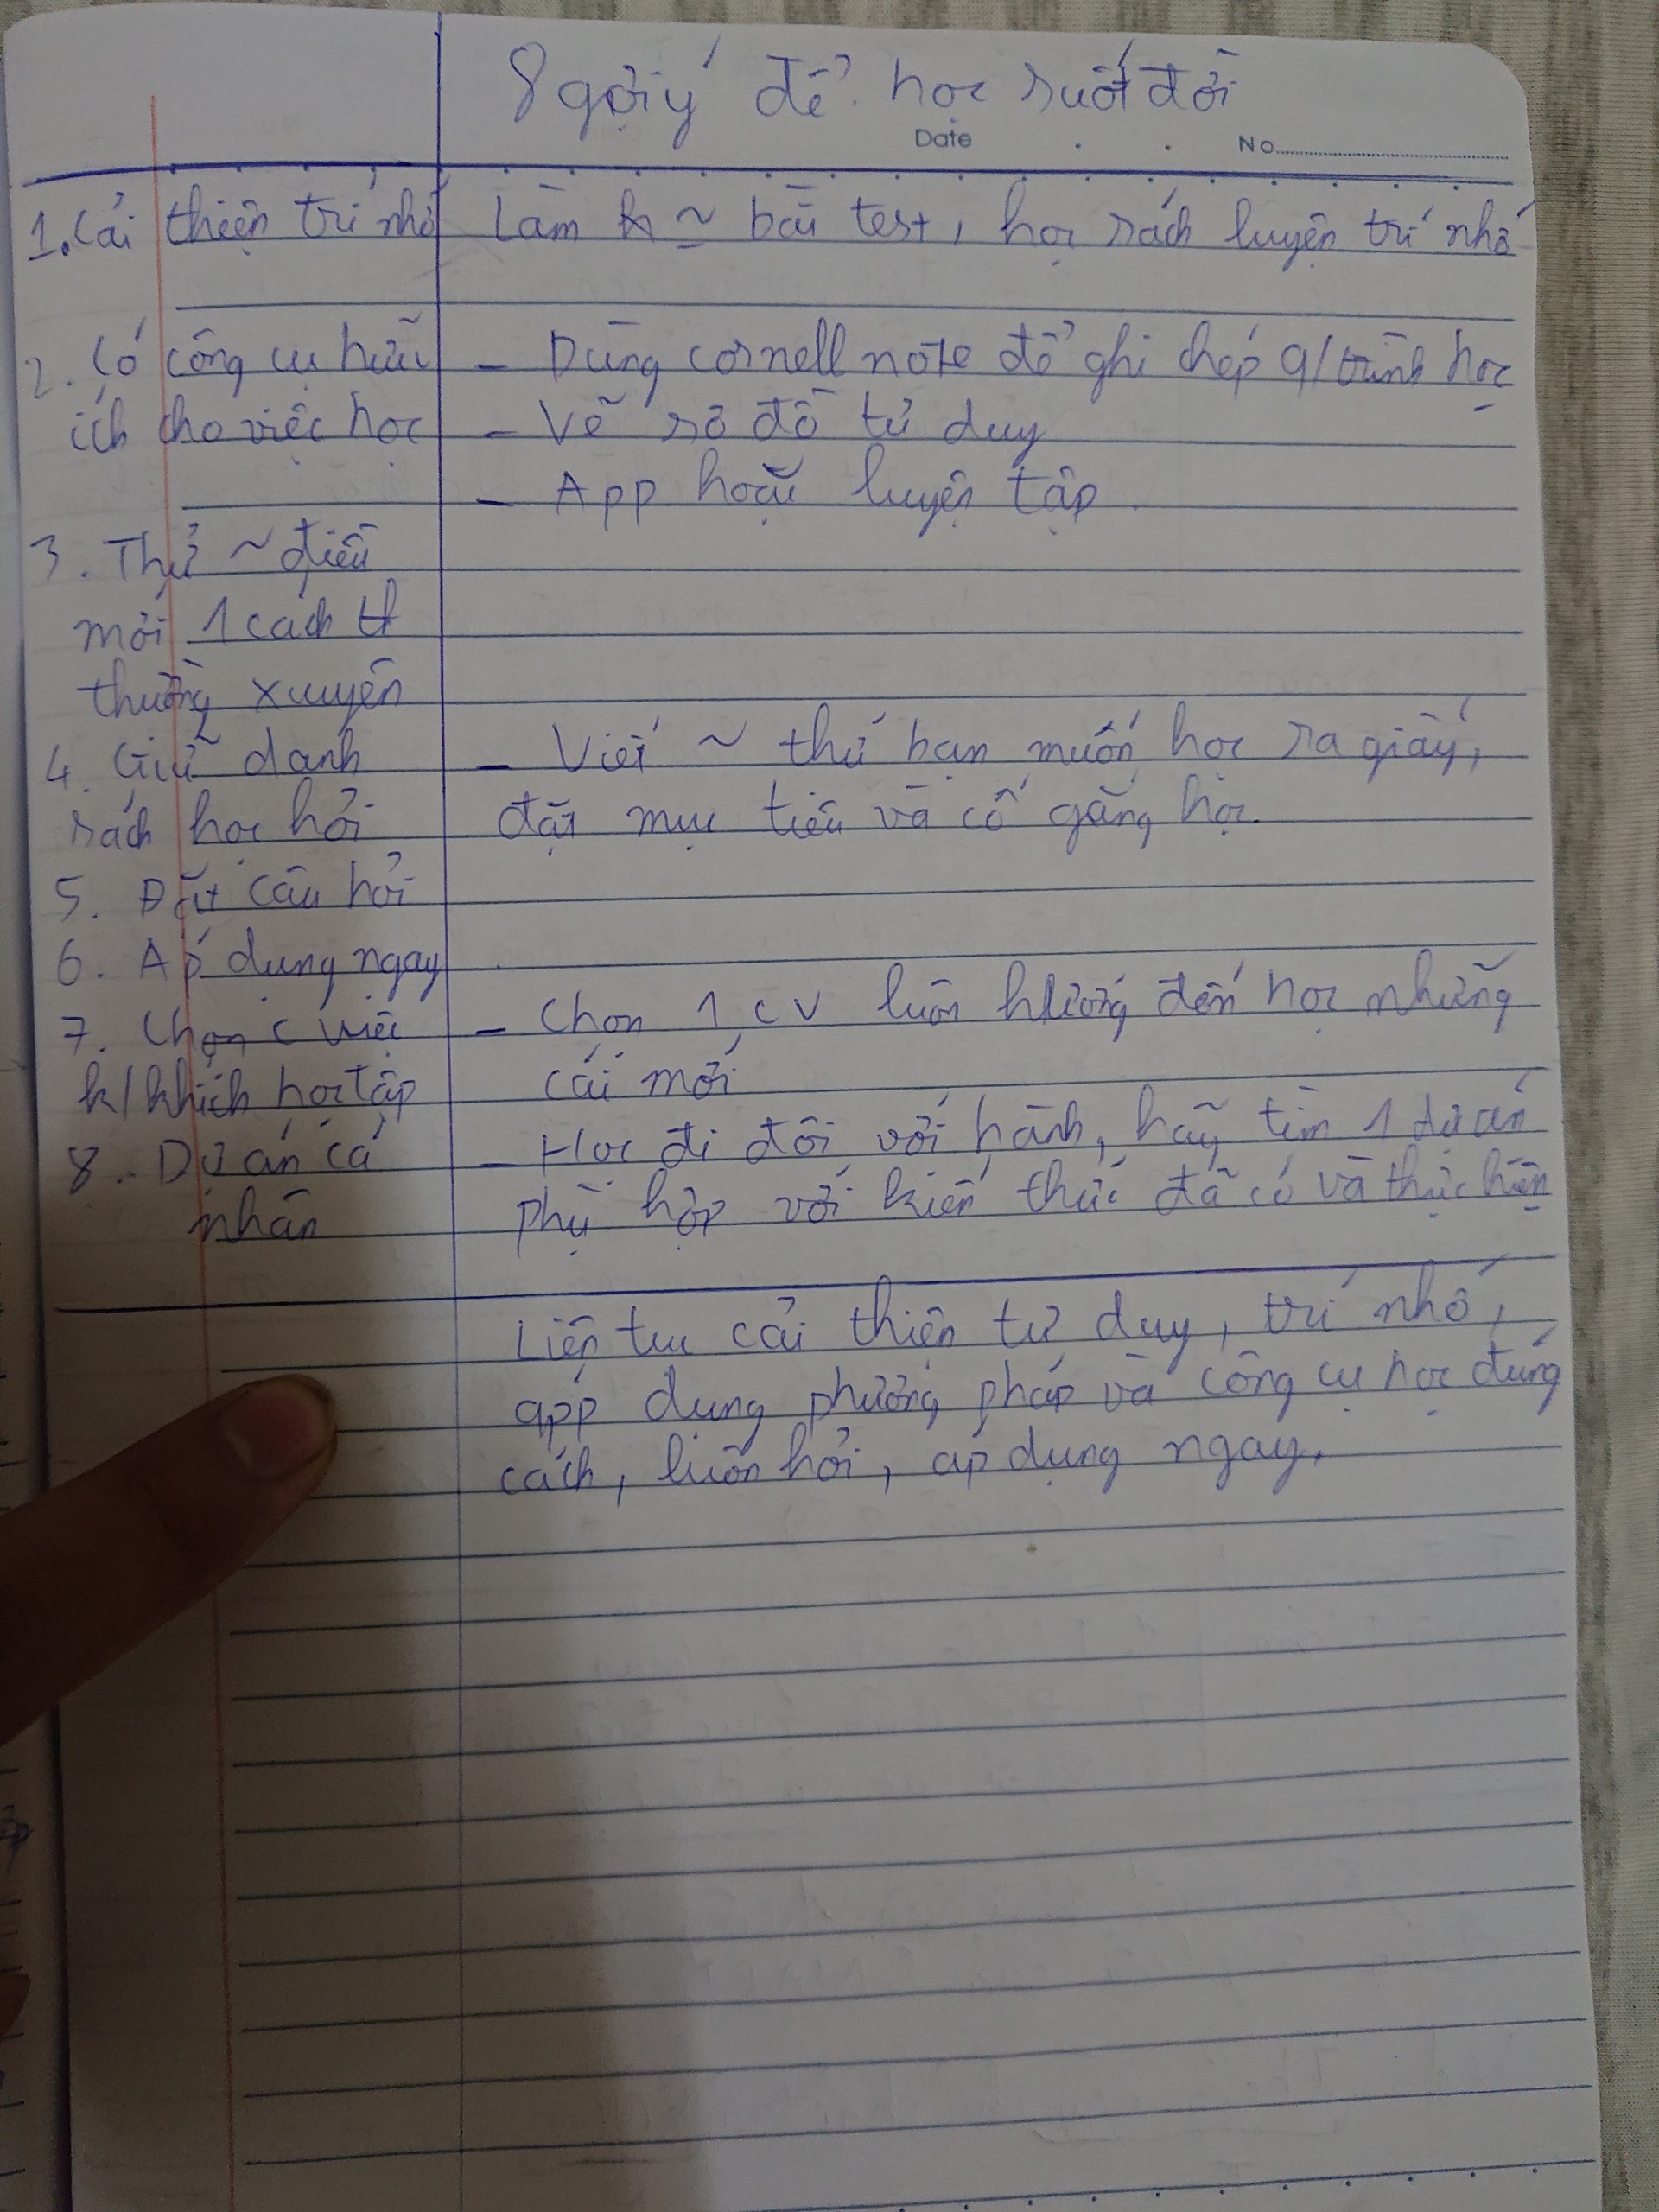 8 gợi ý để học suốt đời
Date No
1. Cải thiện trí nhớ Làm ~ bài test, học sách luyện trí nhớ
2. Có công cụ hữu - Dùng cornell note để ghi chép q/trình học
ích cho việc học - Vẽ sơ đồ tư duy
- App luyện tập
3. Thử ~ điều
mới 1 cách th
thường xuyên
4. Giữ danh - Viết ~ thứ bạn muốn học ra giấy,
sách học hỏi đặt mục tiêu và cố gắng học.
5. Đặt câu hỏi
6. Áp dụng ngay
7. Chọn c việc - Chọn 1 CV luôn hướng đến học những
k/khích học tập cái mới
8. Dự án cá - Học đi đôi với hành, hãy tìm 1 dự án
nhân phù hợp với kiến thức đã có và thực hiện
Liên tục cải thiện tư duy, trí nhớ,
áp dụng phương pháp và công cụ học đúng
cách, luôn hỏi, áp dụng ngay.